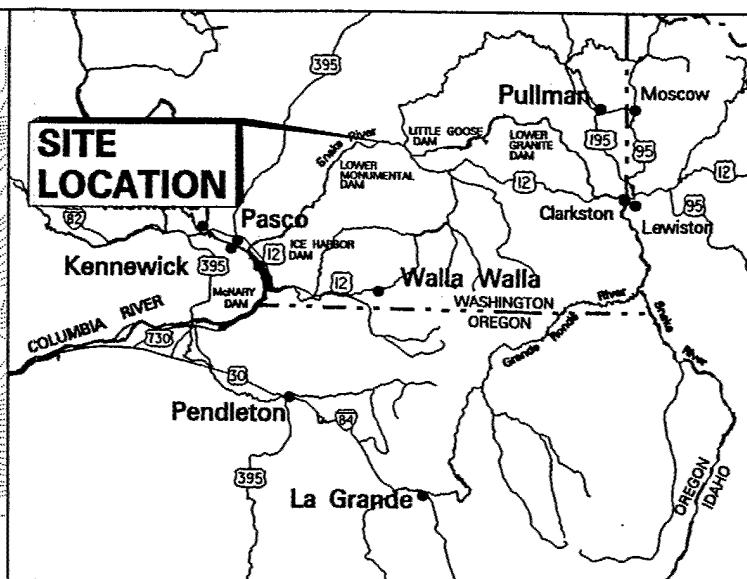 395
Pullman
Moscow
SITE
LOCATION
Snake River
LITTLE GOOSE
DAM
LOWER
GRANITE
DAM
195
95
LOWER
MONUMENTAL
DAM
12
12
82
Pasco
Clarkston
Lewiston
95
Kennewick
395
12
ICE HARBOR
DAM
McNARY
DAM
12
Walla Walla
WASHINGTON
OREGON
COLUMBIA RIVER
730
Grande Ronde River
Snake River
30
Pendleton
84
395
La Grande
OREGON
IDAHO